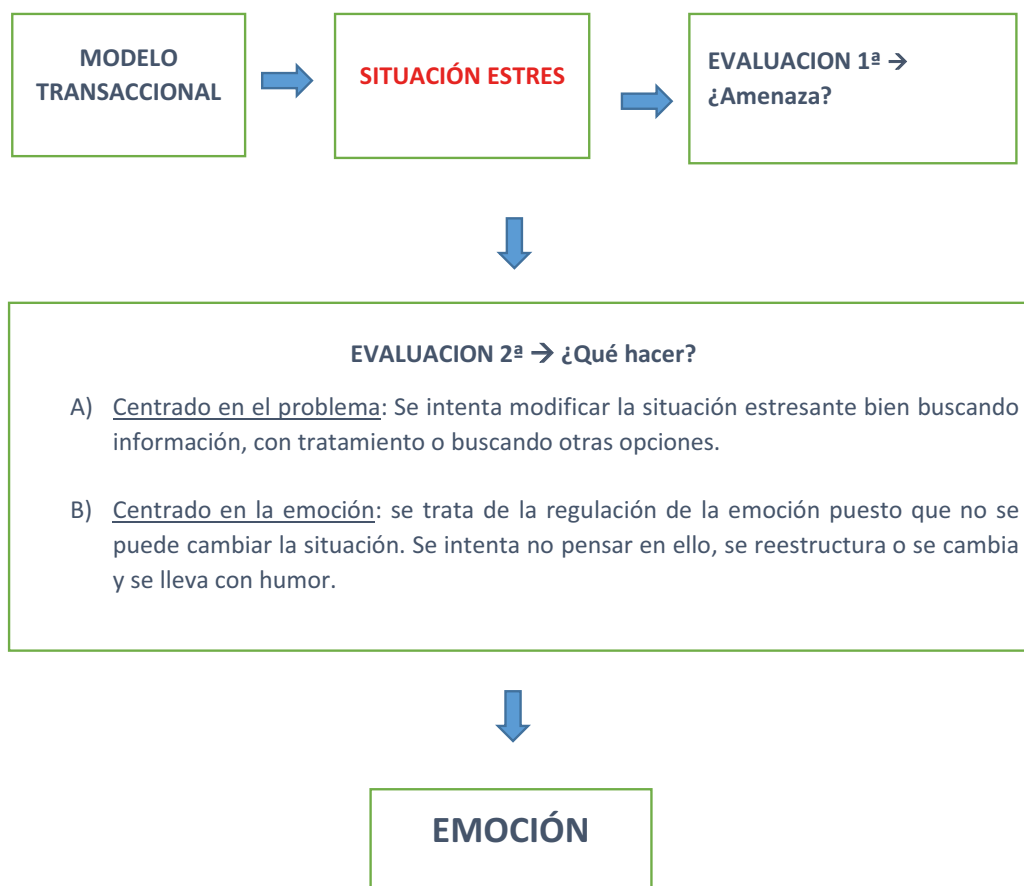 MODELO
TRANSACCIONAL
SITUACIÓN ESTRES
EVALUACION 1ª →
¿Amenaza?
EVALUACION 2ª → ¿Qué hacer?
A) Centrado en el problema: Se intenta modificar la situación estresante bien buscando
información, con tratamiento o buscando otras opciones.
B) Centrado en la emoción: se trata de la regulación de la emoción puesto que no se
puede cambiar la situación. Se intenta no pensar en ello, se reestructura o se cambia
y se lleva con humor.
EMOCIÓN